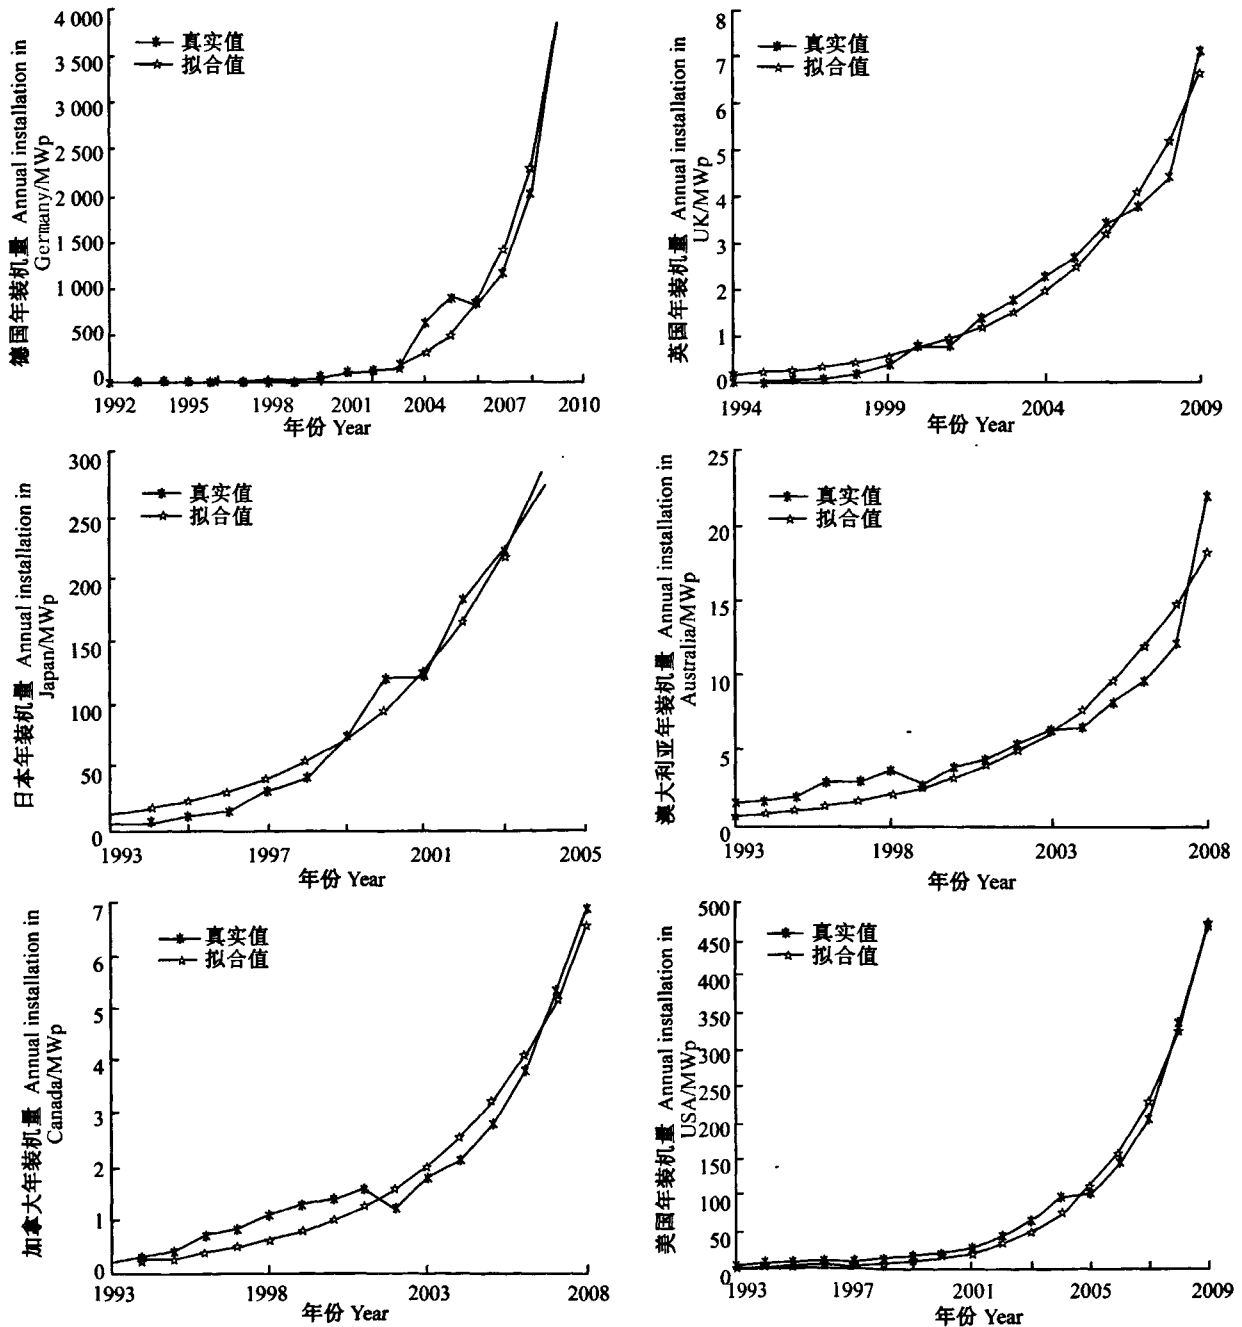 德国年装机量 Annual installation in
Germany/MWp
4 000
3 500
3 000
2 500
2 000
1 500
1 000
500
0
真实值
拟合值
1992 1995 1998 2001 2004 2007 2010
年份 Year
英国年装机量 Annual installation in
UK/MWp
8
7
6
5
4
3
2
1
0
真实值
拟合值
1994 1999 2004 2009
年份 Year
日本年装机量 Annual installation in
Japan/MWp
300
250
200
150
100
50
0
真实值
拟合值
1993 1997 2001 2005
年份 Year
澳大利亚年装机量 Annual installation in
Australia/MWp
25
20
15
10
5
0
真实值
拟合值
1993 1998 2003 2008
年份 Year
加拿大年装机量 Annual installation in
Canada/MWp
7
6
5
4
3
2
1
0
真实值
拟合值
1993 1998 2003 2008
年份 Year
美国年装机量 Annual installation in
USA/MWp
500
450
400
350
300
250
200
150
100
50
0
真实值
拟合值
1993 1997 2001 2005 2009
年份 Year